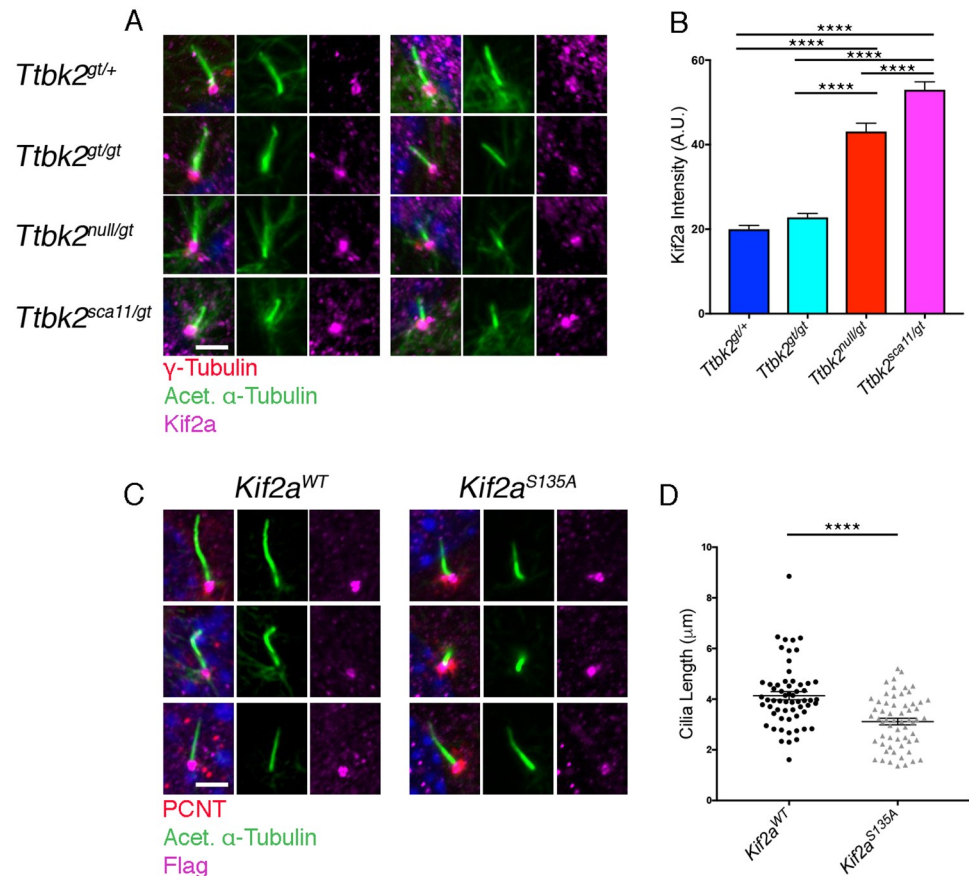 A
Ttbk2gt/+
Ttbk2gt/gt
Ttbk2null/gt
Ttbk2sca11/gt
γ-Tubulin
Acet. α-Tubulin
Kif2a
B
****
****
****
****
****
Kif2a Intensity (A.U.)
60
40
20
0
Ttbk2gt/+
Ttbk2gt/gt
Ttbk2null/gt
Ttbk2sca11/gt
C
Kif2aWT
Kif2aS135A
PCNT
Acet. α-Tubulin
Flag
D
****
Cilia Length (μm)
10
8
6
4
2
0
Kif2aWT
Kif2aS135A